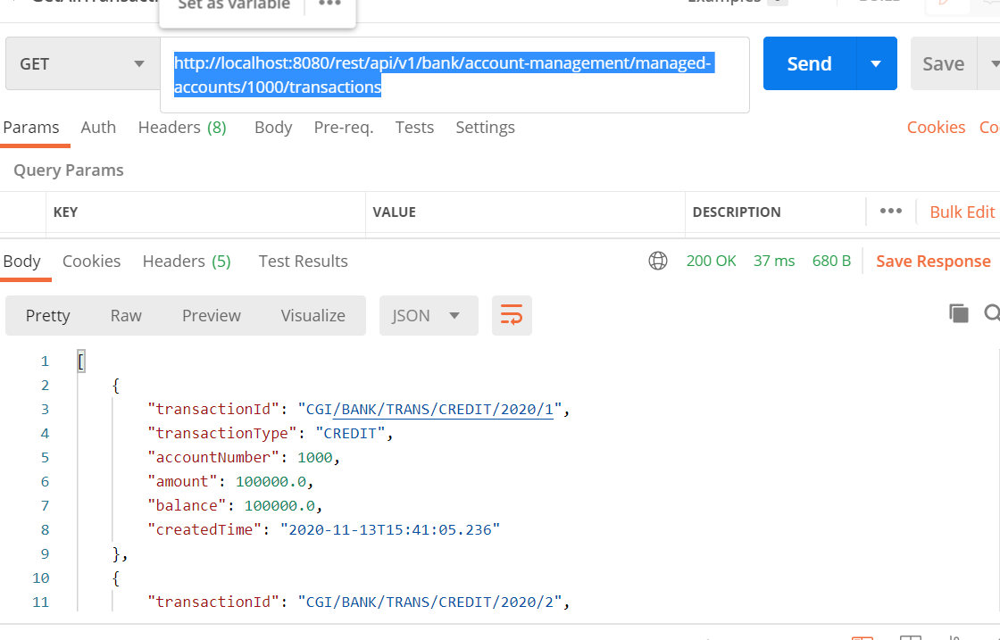 Set as variable
GET
http://localhost:8080/rest/api/v1/bank/account-management/managed-
accounts/1000/transactions
Send
Save
Params Auth Headers (8) Body Pre-req. Tests Settings Cookies Co
Query Params
KEY VALUE DESCRIPTION ••• Bulk Edit
Body Cookies Headers (5) Test Results 200 OK 37 ms 680 B Save Response
Pretty Raw Preview Visualize JSON
1 [
2 {
3 "transactionId": "CGI/BANK/TRANS/CREDIT/2020/1",
4 "transactionType": "CREDIT",
5 "accountNumber": 1000,
6 "amount": 100000.0,
7 "balance": 100000.0,
8 "createdTime": "2020-11-13T15:41:05.236"
9 },
10 {
11 "transactionId": "CGI/BANK/TRANS/CREDIT/2020/2",